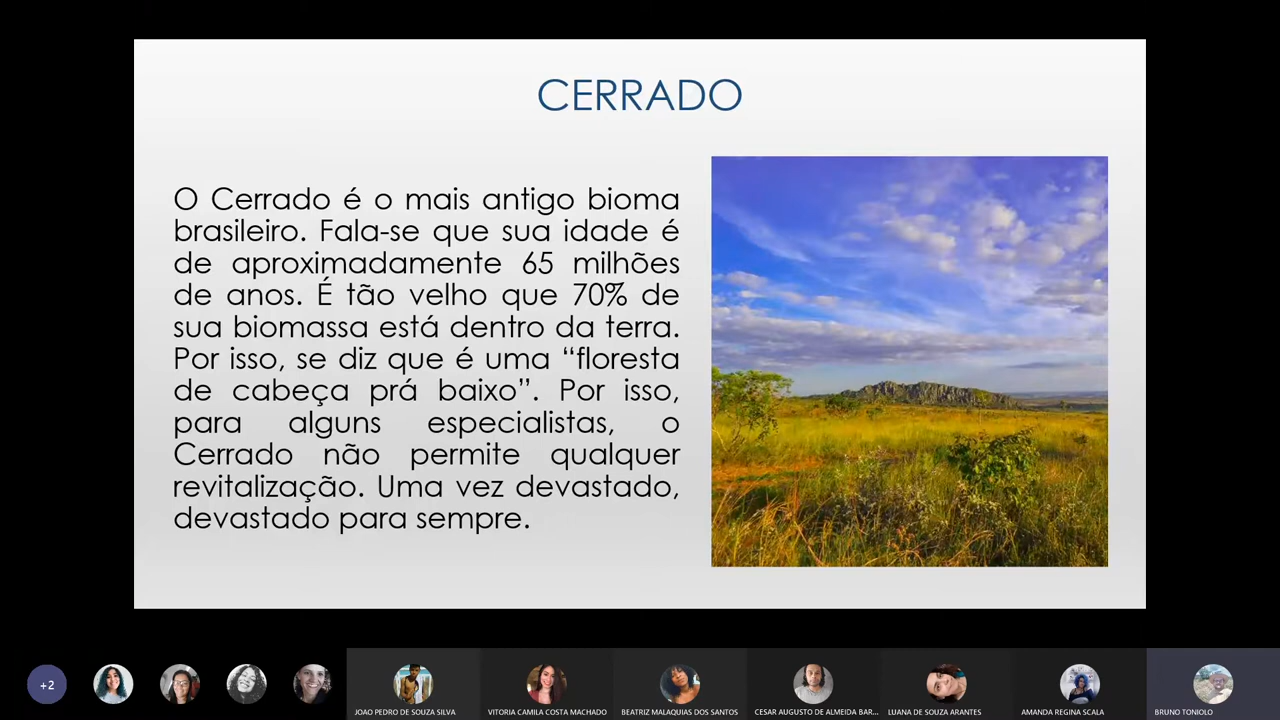 CERRADO
O Cerrado é o mais antigo bioma
brasileiro. Fala-se que sua idade é
de aproximadamente 65 milhões
de anos. É tão velho que 70% de
sua biomassa está dentro da terra.
Por isso, se diz que é uma “floresta
de cabeça prá baixo”. Por isso,
para alguns especialistas, o
Cerrado não permite qualquer
revitalização. Uma vez devastado,
devastado para sempre.
+2
JOAO PEDRO DE SOUZA SILVA
VITORIA CAMILA COSTA MACHADO
BEATRIZ MALAQUIAS DOS SANTOS
CESAR AUGUSTO DE ALMEIDA BAR...
LUANA DE SOUZA ARANTES
AMANDA REGINA SCALA
BRUNO TONIOLO